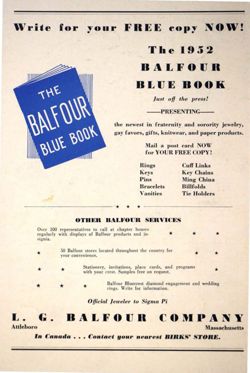 Write for your FREE copy NOW!
The 1952
BALFOUR
BLUE BOOK
Just off the press!
—PRESENTING—
the newest in fraternity and sorority jewelry,
gay favors, gifts, knitwear, and paper products.
Mail a post card NOW
for YOUR FREE COPY!
Rings Cuff Links
Keys Key Chains
Pins Ming China
Bracelets Billfolds
Vanities Tie Holders
THE
BALFOUR
BLUE BOOK
OTHER BALFOUR SERVICES
Over 100 representatives to call at chapter houses
regularly with displays of Balfour products and in-
signia.
50 Balfour stores located throughout the country for
your convenience.
Stationery, invitations, place cards, and programs
with your crest. Samples free on request.
Balfour Blucrest diamond engagement and wedding
rings. Write for information.
Official Jeweler to Sigma Pi
L. G. BALFOUR COMPANY
Attleboro Massachusetts
In Canada . . . Contact your nearest BIRKS' STORE.